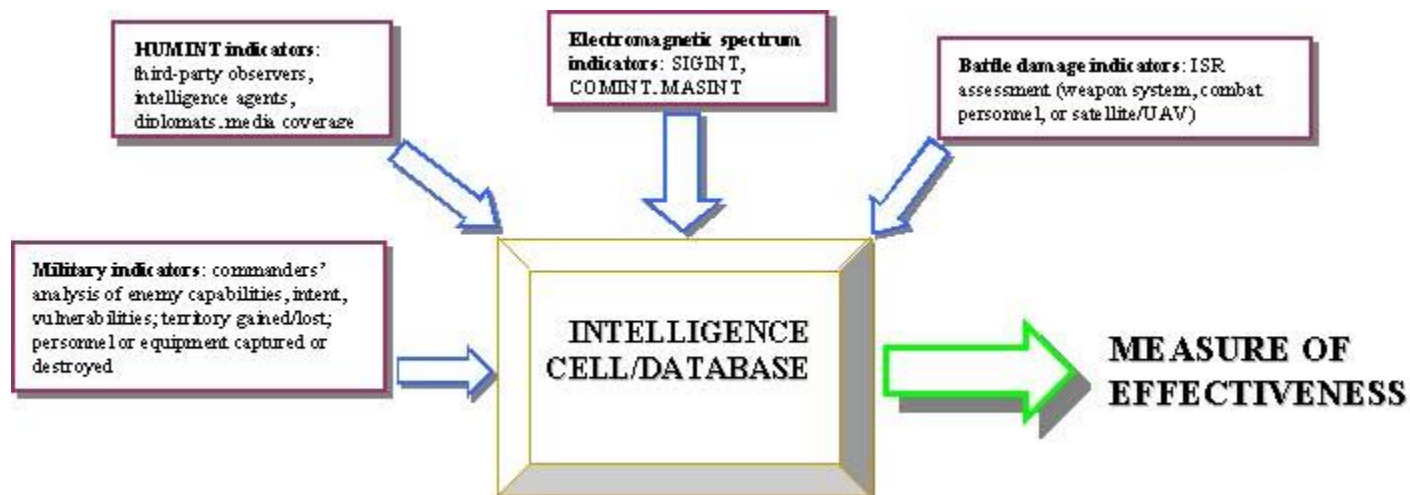 HUMINT indicators:
third-party observers,
intelligence agents,
diplomats, media coverage
Electromagnetic spectrum
indicators: SIGINT,
COMINT.MASINT
Battle damage indicators: ISR
assessment (weapon system, combat
personnel, or satellite/UAV)
Military indicators: commanders’
analysis of enemy capabilities, intent,
vulnerabilities; territory gained/lost;
personnel or equipment captured or
destroyed
INTELLIGENCE
CELL/DATABASE
MEASURE OF
EFFECTIVENESS